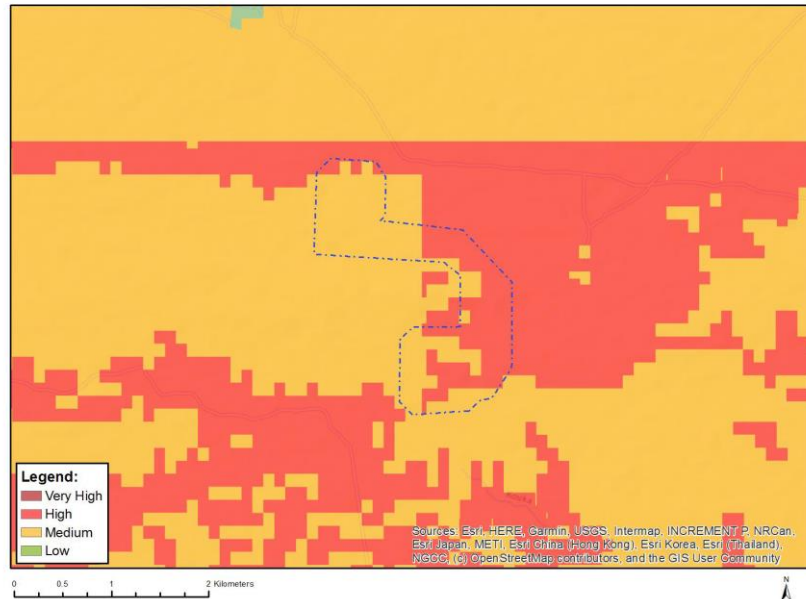 Legend:
Very High
High
Medium
Low
Sources: Esri, HERE, Garmin, USGS, Intermap, INCREMENT P, NRCan,
Esri Japan, METI, Esri China (Hong Kong), Esri Korea, Esri (Thailand),
NGCC, (c) OpenStreetMap contributors, and the GIS User Community
0 0.5 1 2 Kilometers
N